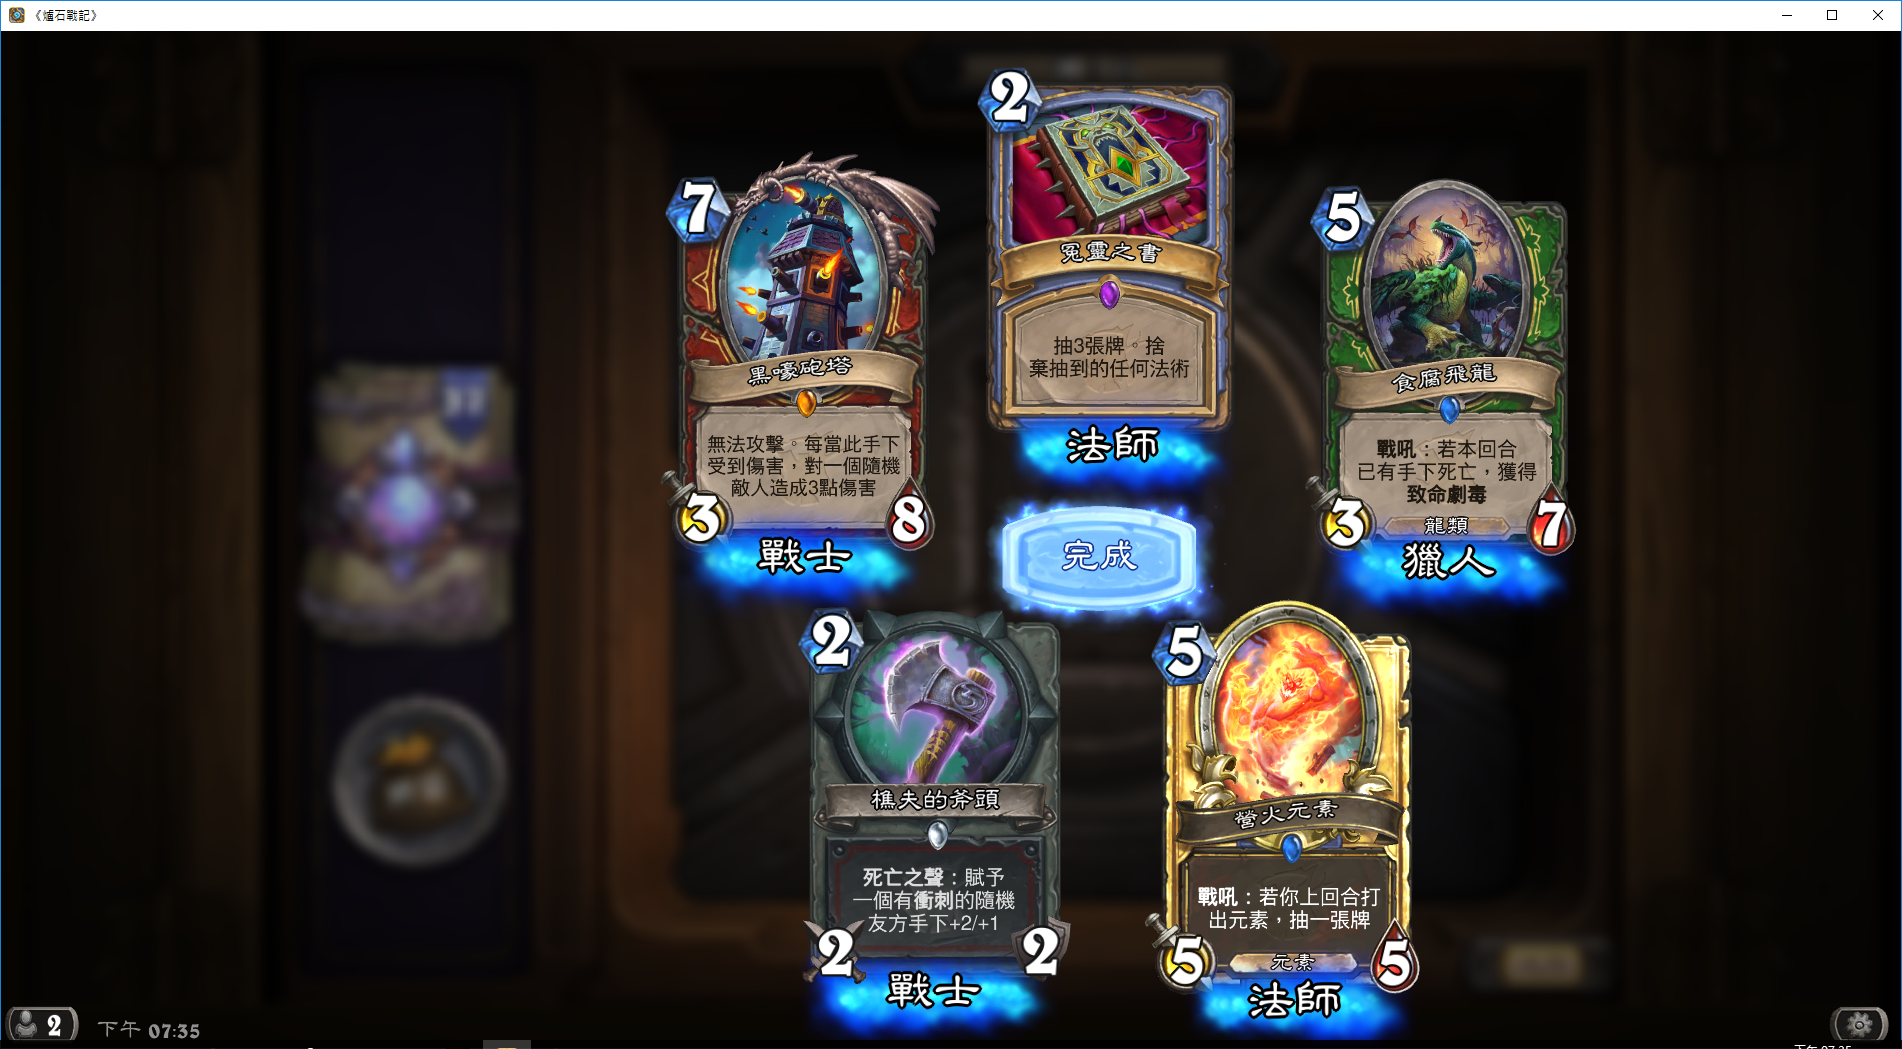 《爐石戰記》
2
冤靈之書
抽3張牌。捨
棄抽到的任何法術
法師
7
黑嚎砲塔
無法攻擊。每當此手下
受到傷害，對一個隨機
敵人造成3點傷害
3
8
戰士
5
食腐飛龍
戰吼：若本回合
已有手下死亡，獲得
致命劇毒
3
龍類
7
獵人
完成
2
樵夫的斧頭
死亡之聲：賦予
一個有衝刺的隨機
友方手下+2/+1
2
2
戰士
5
營火元素
戰吼：若你上回合打
出元素，抽一張牌
5
元素
5
法師
2
下午 07:35